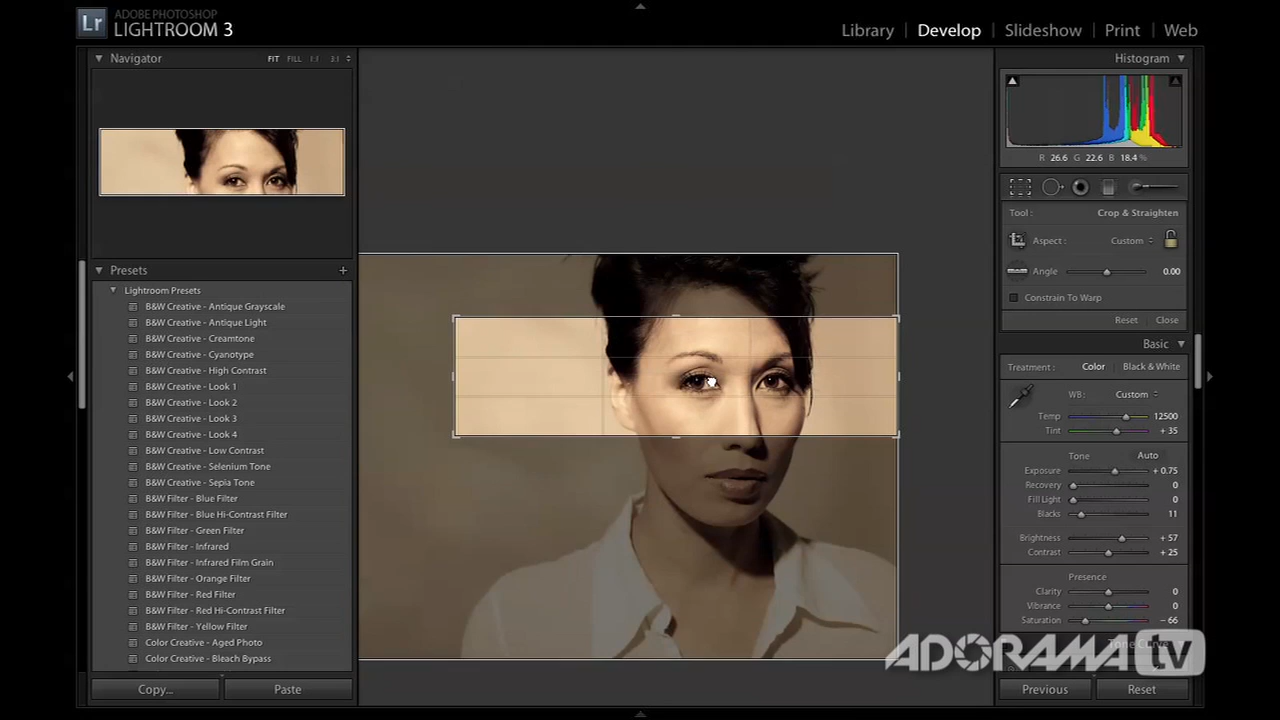 Lr ADOBE PHOTOSHOP
LIGHTROOM 3
Library | Develop | Slideshow | Print | Web
Navigator FIT FILL 1:1 3:1
Presets +
Lightroom Presets
B&W Creative - Antique Grayscale
B&W Creative - Antique Light
B&W Creative - Creamtone
B&W Creative - Cyanotype
B&W Creative - High Contrast
B&W Creative - Look 1
B&W Creative - Look 2
B&W Creative - Look 3
B&W Creative - Look 4
B&W Creative - Low Contrast
B&W Creative - Selenium Tone
B&W Creative - Sepia Tone
B&W Filter - Blue Filter
B&W Filter - Blue Hi-Contrast Filter
B&W Filter - Green Filter
B&W Filter - Infrared
B&W Filter - Infrared Film Grain
B&W Filter - Orange Filter
B&W Filter - Red Filter
B&W Filter - Red Hi-Contrast Filter
B&W Filter - Yellow Filter
Color Creative - Aged Photo
Color Creative - Bleach Bypass
Copy... Paste
Histogram
R 26.6 G 22.6 B 18.4 %
Tool : Crop & Straighten
Aspect : Custom
Angle 0.00
Constrain To Warp
Reset Close
Basic
Treatment : Color | Black & White
WB: Custom
Temp 12500
Tint + 35
Tone Auto
Exposure + 0.75
Recovery 0
Fill Light 0
Blacks 11
Brightness + 57
Contrast + 25
Presence
Clarity 0
Vibrance 0
Saturation – 66
Tone Curve
ADORAMA tv
Previous Reset